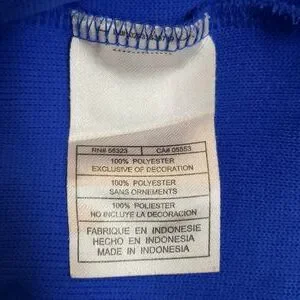 RN# 56323 CA# 05553
100% POLYESTER
EXCLUSIVE OF DECORATION
100% POLYESTER
SANS ORNEMENTS
100% POLIESTER
NO INCLUYE LA DECORACION
FABRIQUE EN INDONESIE
HECHO EN INDONESIA
MADE IN INDONESIA